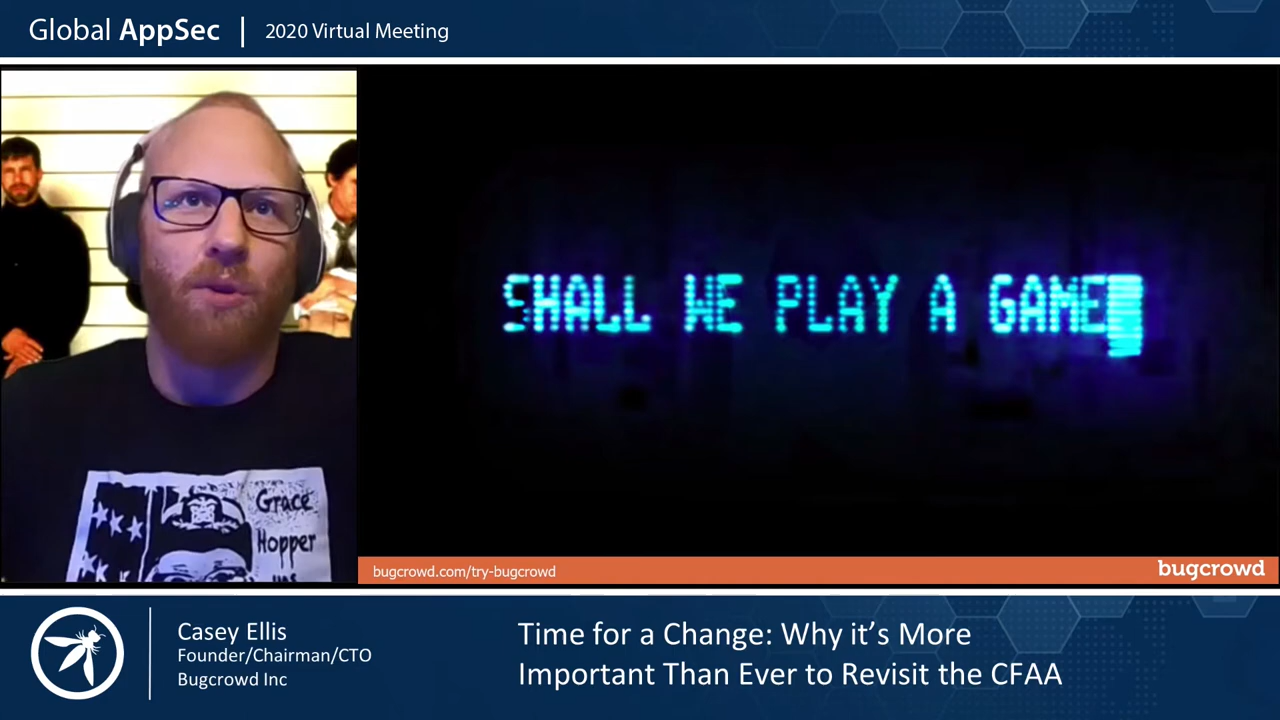 Global AppSec | 2020 Virtual Meeting
SHALL WE PLAY A GAME
Grace
Hopper
was
bugcrowd.com/try-bugcrowd
bugcrowd
Casey Ellis
Founder/Chairman/CTO
Bugcrowd Inc
Time for a Change: Why it's More
Important Than Ever to Revisit the CFAA